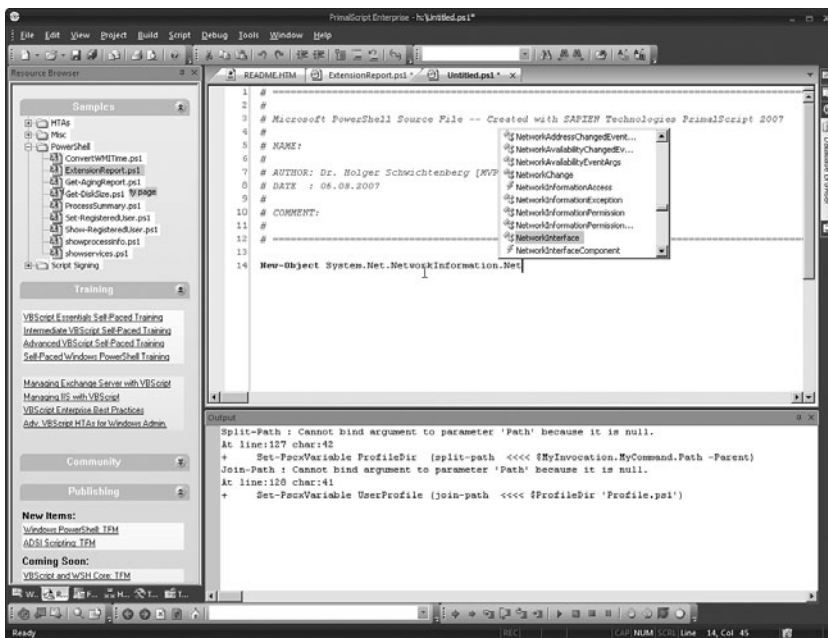 PrimalScript Enterprise - h:\Untitled.ps1*
File Edit View Project Build Script Debug Tools Window Help
Resource Browser
README.HTM ExtensionReport.ps1 * Untitled.ps1 *
Samples
HTAs
Misc
PowerShell
ConvertWMITime.ps1
ExtensionReport.ps1
Get-AgingReport.ps1
Get-DiskSize.ps1
ty page
ProcessSummary.ps1
Set-RegisteredUser.ps1
Show-RegisteredUser.ps1
showprocessinfo.ps1
showservices.ps1
Script Signing
Training
VBScript Essentials Self-Paced Training
Intermediate VBScript Self-Paced Training
Advanced VBScript Self-Paced Training
Self-Paced Windows PowerShell Training
Managing Exchange Server with VBScript
Managing IIS with VBScript
VBScript Enterprise Best Practices
Adv. VBScript HTAs for Windows Admin.
Community
Publishing
New Items:
Windows PowerShell: TFM
ADSI Scripting: TFM
Coming Soon:
VBScript and WSH Core: TFM
W... R... F... H... T... T...
1 # ==========
2 #
3 # Microsoft PowerShell Source File -- Created with SAPIEN Technologies PrimalScript 2007
4 #
5 # NAME:
6 #
7 # AUTHOR: Dr. Holger Schwichtenberg [MVP
8 # DATE : 06.08.2007
9 #
10 # COMMENT:
11 #
12 # ==========
13
14 New-Object System.Net.NetworkInformation.Net
NetworkAddressChangedEvent...
NetworkAvailabilityChangedEv...
NetworkAvailabilityEventArgs
NetworkChange
NetworkInformationAccess
NetworkInformationException
NetworkInformationPermission
NetworkInformationPermission...
NetworkInterface
NetworkInterfaceComponent
Output
Split-Path : Cannot bind argument to parameter 'Path' because it is null.
At line:127 char:42
+ Set-PscxVariable ProfileDir (split-path <<<< $MyInvocation.MyCommand.Path -Parent)
Join-Path : Cannot bind argument to parameter 'Path' because it is null.
At line:128 char:41
+ Set-PscxVariable UserProfile (join-path <<<< $ProfileDir 'Profile.ps1')
Ready
REC CAP NUM SCRL Line 14, Col 45